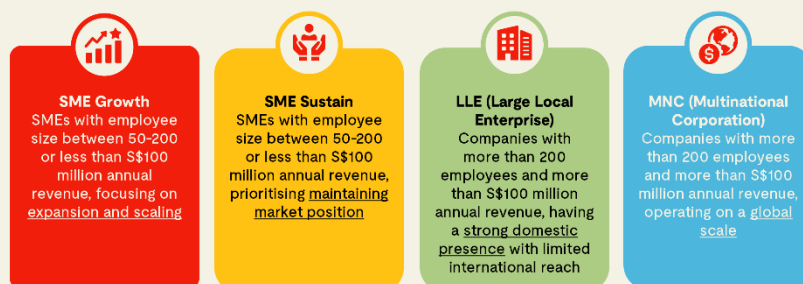 SME Growth
SMEs with employee
size between 50-200
or less than S$100
million annual
revenue, focusing on
expansion and scaling
SME Sustain
SMEs with employee
size between 50-200
or less than S$100
million annual revenue,
prioritising maintaining
market position
LLE (Large Local
Enterprise)
Companies with
more than 200
employees and more
than S$100 million
annual revenue, having
a strong domestic
presence with limited
international reach
MNC (Multinational
Corporation)
Companies with more
than 200 employees
and more than S$100
million annual revenue,
operating on a global
scale